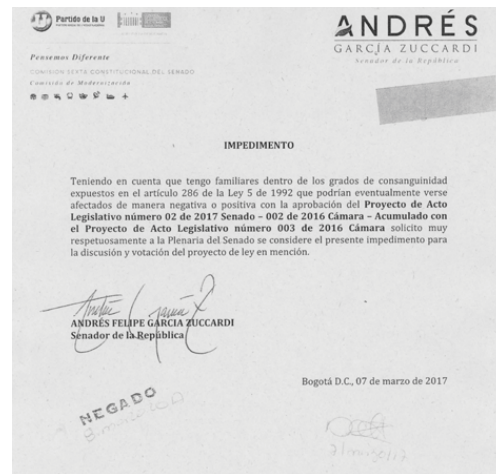 Partido de la U
ANDRÉS
GARCÍA ZUCCARDI
Senador de la República
Pensemos Diferente
COMISIÓN SEXTA CONSTITUCIONAL DEL SENADO
Comisión de Modernización
IMPEDIMENTO
Teniendo en cuenta que tengo familiares dentro de los grados de consanguinidad
expuestos en el artículo 286 de la Ley 5 de 1992 que podrían eventualmente verse
afectados de manera negativa o positiva con la aprobación del Proyecto de Acto
Legislativo número 02 de 2017 Senado – 002 de 2016 Cámara – Acumulado con
el Proyecto de Acto Legislativo número 003 de 2016 Cámara solicito muy
respetuosamente a la Plenaria del Senado se considere el presente impedimento para
la discusión y votación del proyecto de ley en mención.
ANDRÉS FELIPE GARCIA ZUCCARDI
Senador de la República
Bogotá D.C., 07 de marzo de 2017
NEGADO